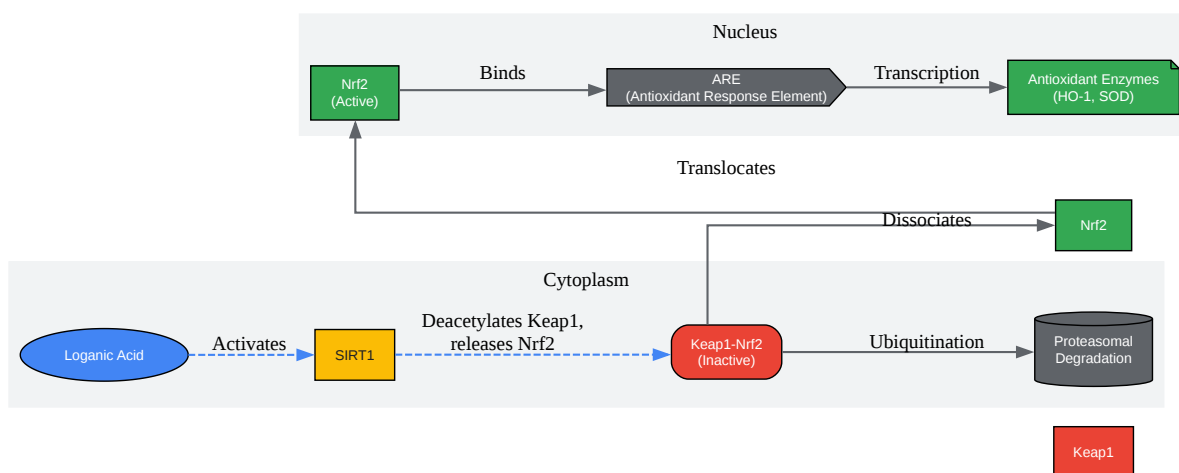 Nucleus
Nrf2
(Active)
Binds
ARE
(Antioxidant Response Element)
Transcription
Antioxidant Enzymes
(HO-1, SOD)
Translocates
Dissociates
Nrf2
Cytoplasm
Loganic Acid
Activates
SIRT1
Deacetylates Keap1,
releases Nrf2
Keap1-Nrf2
(Inactive)
Ubiquitination
Proteasomal
Degradation
Keap1